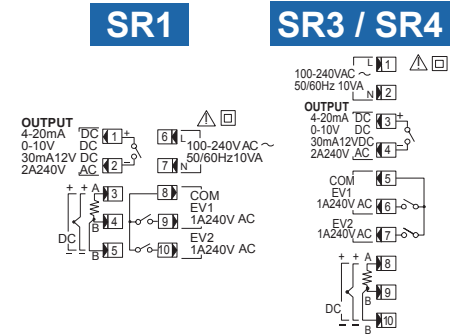 SR1
OUTPUT
4-20mA DC
0-10V DC
30mA12V DC
2A240V AC
+
-
1
2
6 L
7 N
100-240VAC ~
50/60Hz10VA
+ + A 3
4
B
DC
- - B 5
8
9
10
COM
EV1
1A240V AC
EV2
1A240V AC
SR3 / SR4
L 1
100-240VAC ~
50/60Hz 10VA
N 2
OUTPUT
4-20mA DC
0-10V DC
30mA12VDC
2A240V AC
3 +
4 -
COM 5
EV1
1A240V AC 6
EV2
1A240V AC 7
+ + A 8
9
B
DC
- - 10
B